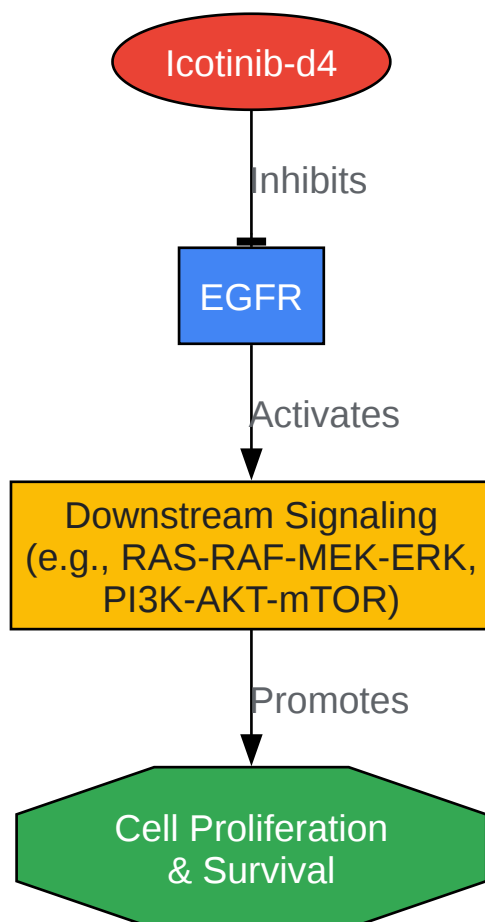 Icotinib-d4
Inhibits
EGFR
Activates
Downstream Signaling
(e.g., RAS-RAF-MEK-ERK,
PI3K-AKT-mTOR)
Promotes
Cell Proliferation
& Survival